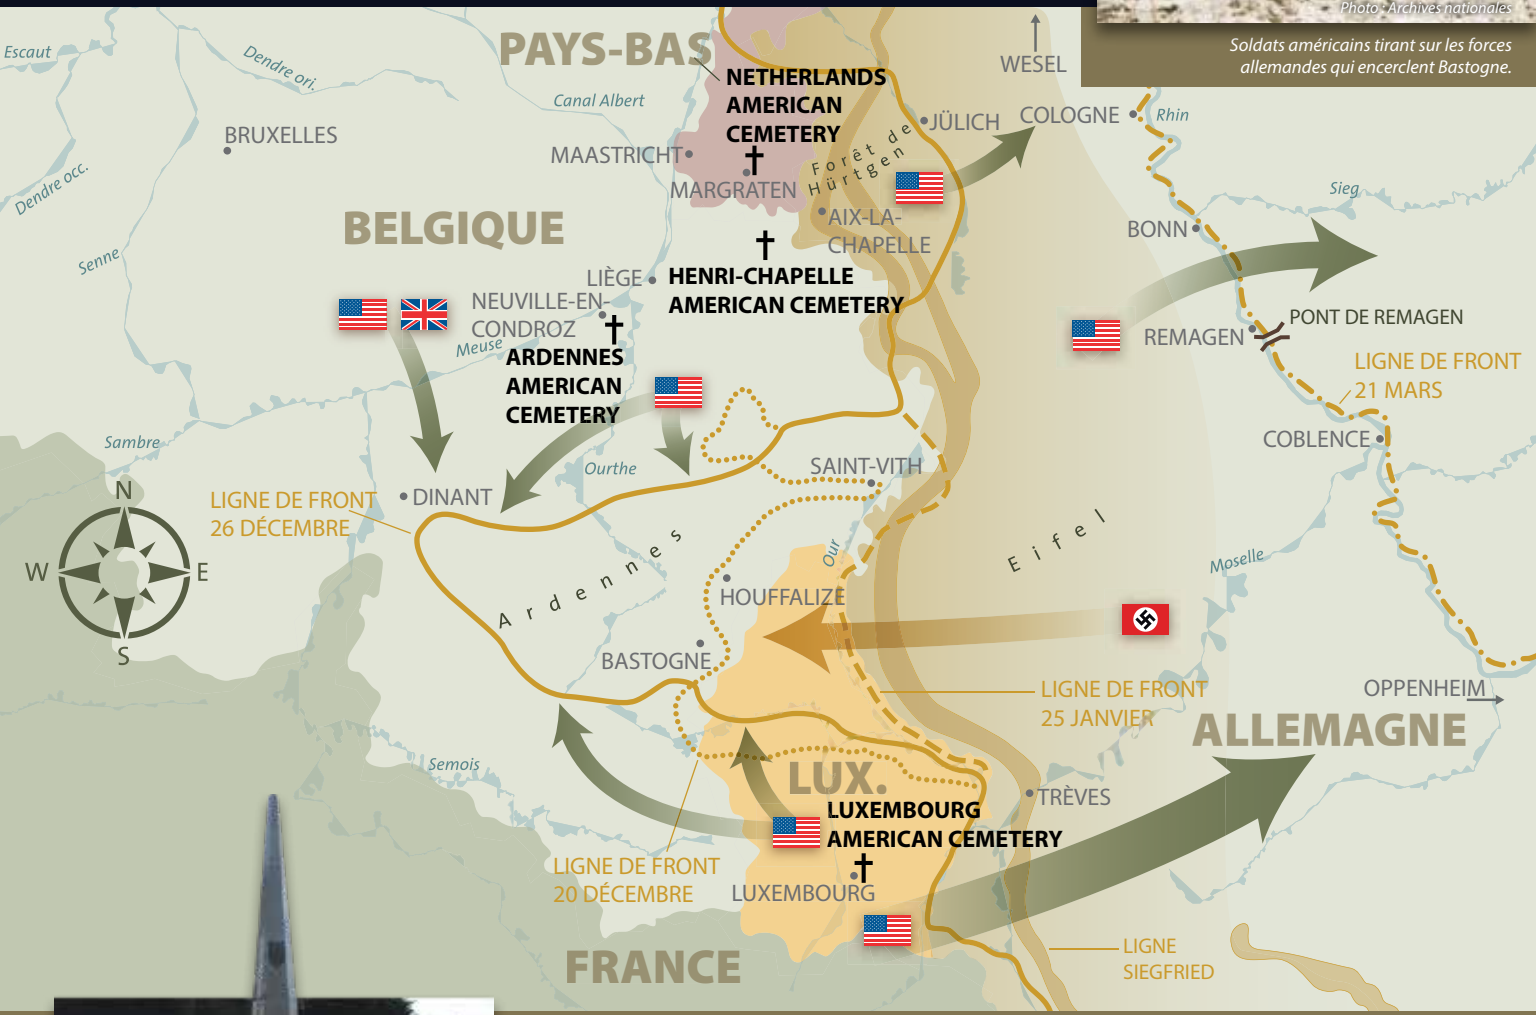 Photo : Archives nationales
Soldats américains tirant sur les forces
allemandes qui encerclent Bastogne.
Escaut
Dendre ori.
PAYS-BAS
WESEL
NETHERLANDS
AMERICAN
CEMETERY
Canal Albert
JÜLICH
COLOGNE
Rhin
BRUXELLES
MAASTRICHT
Forêt de
Hürtgen
MARGRATEN
Dendre occ.
Sieg
BELGIQUE
AIX-LA-
CHAPELLE
BONN
Senne
LIÈGE
HENRI-CHAPELLE
AMERICAN CEMETERY
NEUVILLE-EN-
CONDROZ
Meuse
ARDENNES
AMERICAN
CEMETERY
REMAGEN
PONT DE REMAGEN
LIGNE DE FRONT
21 MARS
COBLENCE
Sambre
Ourthe
SAINT-VITH
N
W
E
S
LIGNE DE FRONT
26 DÉCEMBRE
DINANT
Ardennes
Our
Eifel
Moselle
HOUFFALIZE
BASTOGNE
LIGNE DE FRONT
25 JANVIER
OPPENHEIM
ALLEMAGNE
Semois
LUX.
TRÈVES
LUXEMBOURG
AMERICAN CEMETERY
LIGNE DE FRONT
20 DÉCEMBRE
LUXEMBOURG
FRANCE
LIGNE
SIEGFRIED